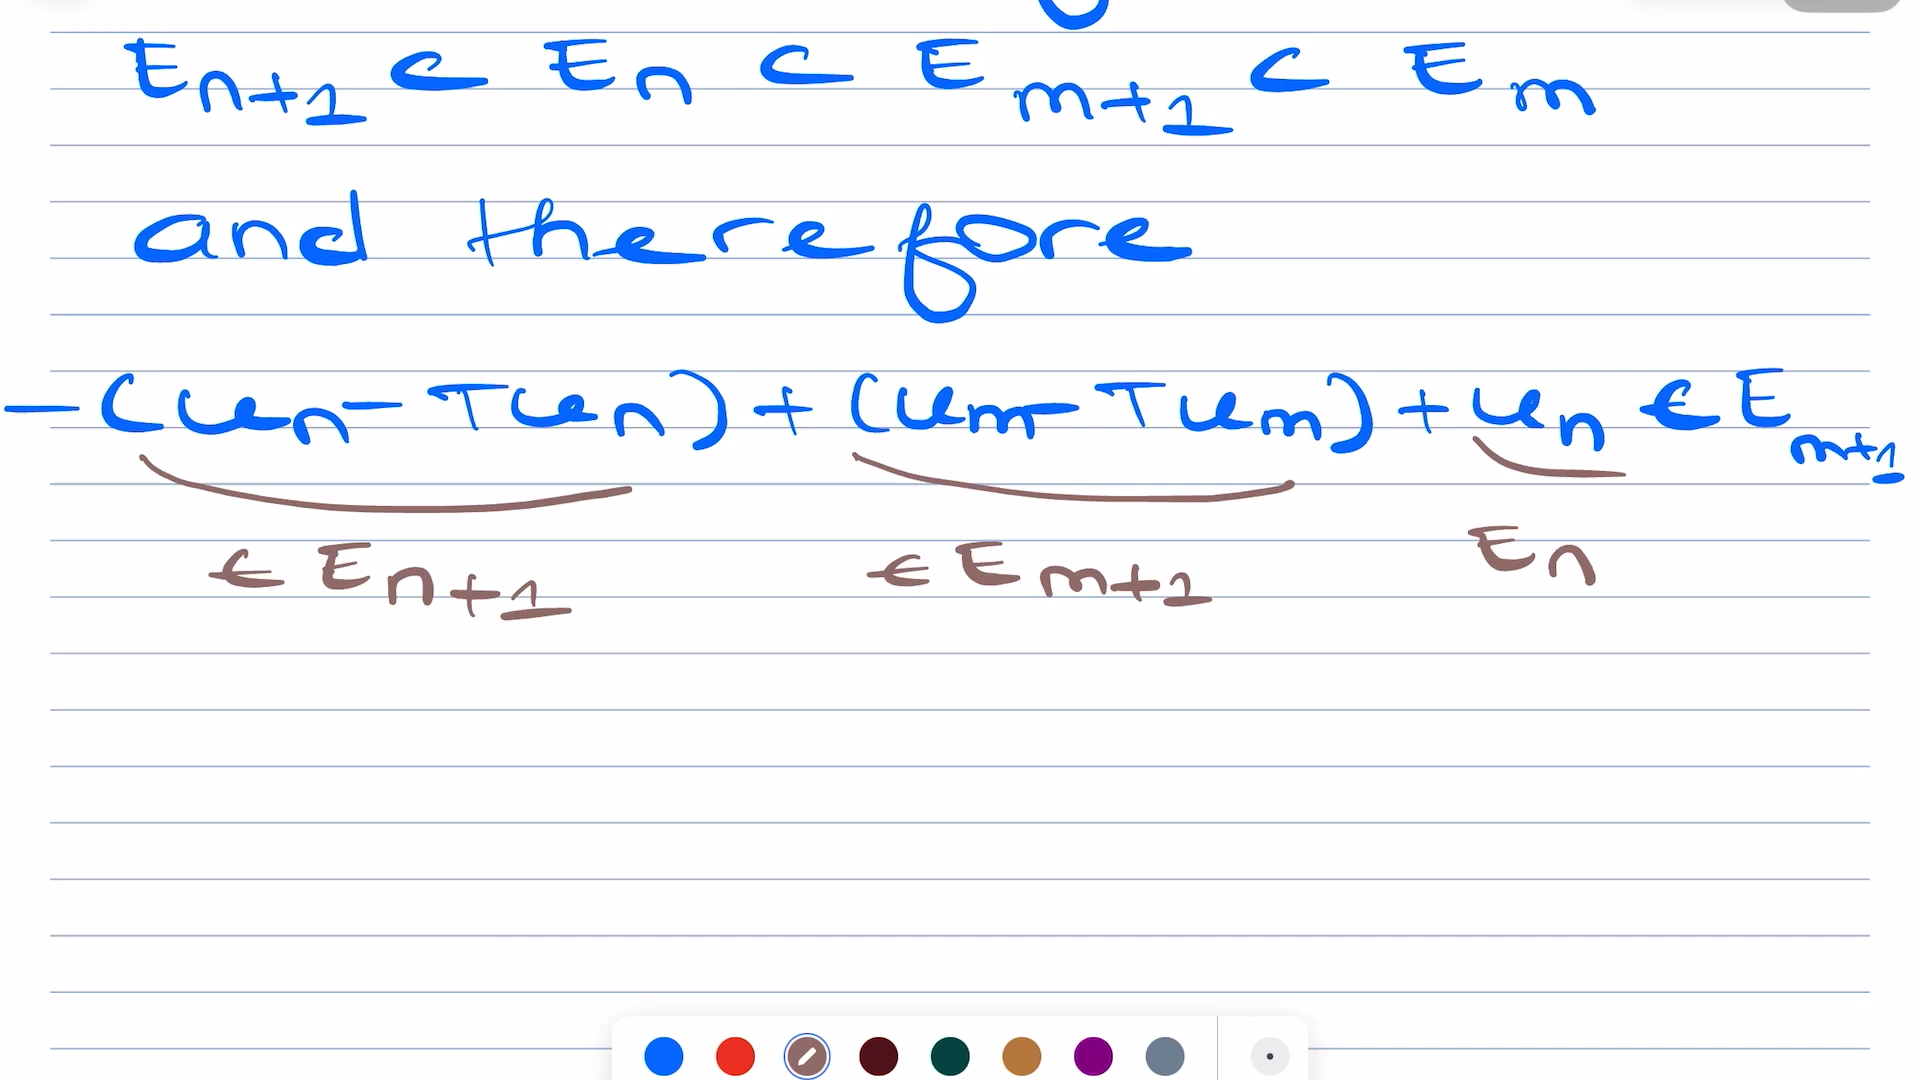 E_{n+1} ⊂ E_n ⊂ E_{m+1} ⊂ E_m
and therefore
-(u_n - Tu_n) + (u_m - Tu_m) + u_n ∈ E_{m+1}
∈ E_{n+1} ∈ E_{m+1} E_n